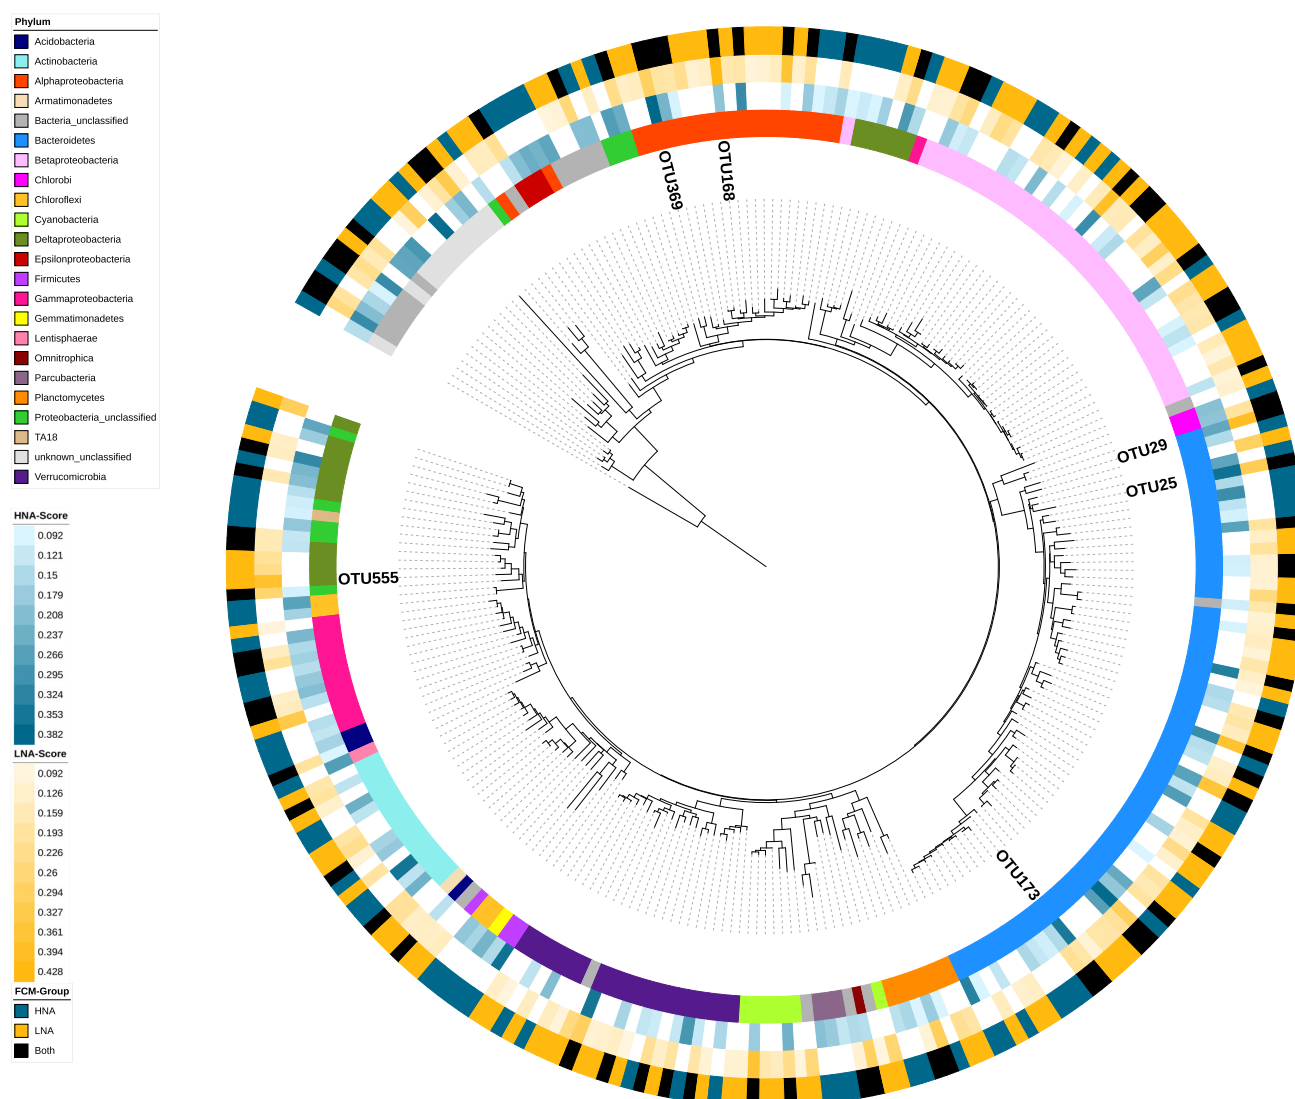 Phylum
Acidobacteria
Actinobacteria
Alphaproteobacteria
Armatimonadetes
Bacteria_unclassified
Bacteroidetes
Betaproteobacteria
Chlorobi
Chloroflexi
Cyanobacteria
Deltaproteobacteria
Epsilonproteobacteria
Firmicutes
Gammaproteobacteria
Gemmatimonadetes
Lentisphaerae
Omnitrophica
Parcubacteria
Planctomycetes
Proteobacteria_unclassified
TA18
unknown_unclassified
Verrucomicrobia
HNA-Score
0.092
0.121
0.15
0.179
0.208
0.237
0.266
0.295
0.324
0.353
0.382
LNA-Score
0.092
0.126
0.159
0.193
0.226
0.26
0.294
0.327
0.361
0.394
0.428
FCM-Group
HNA
LNA
Both
OTU369
OTU168
OTU29
OTU25
OTU555
OTU173